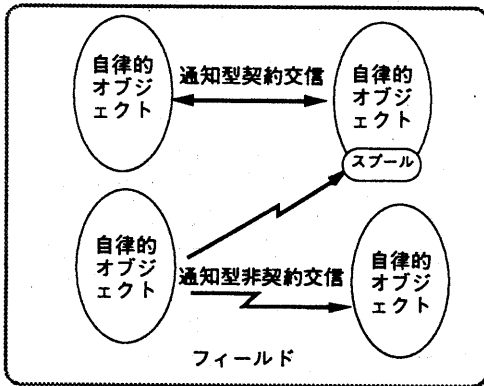 自律的
オブジ
ェクト
通知型契約交信
自律的
オブジ
ェクト
スプール
自律的
オブジ
ェクト
通知型非契約交信
自律的
オブジ
ェクト
フィールド